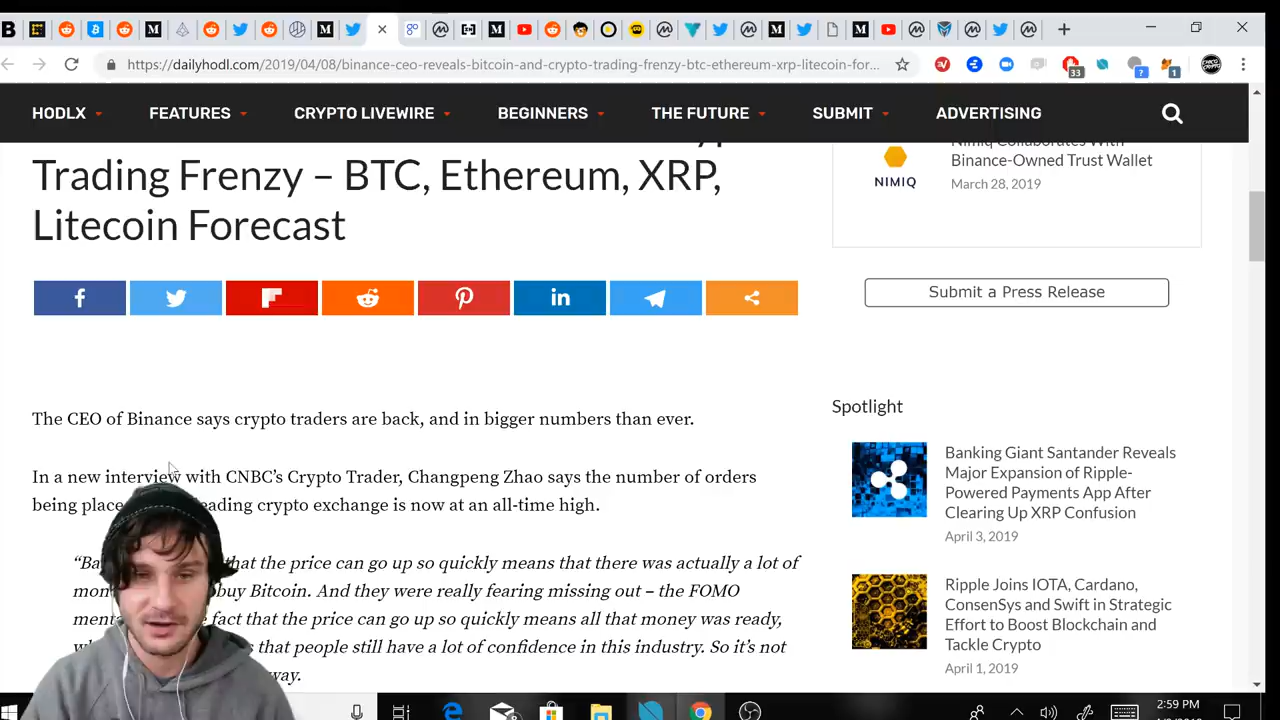 https://dailyhodl.com/2019/04/08/binance-ceo-reveals-bitcoin-and-crypto-trading-frenzy-btc-ethereum-xrp-litecoin-for...
33
?
1
HODLX
FEATURES
CRYPTO LIVEWIRE
BEGINNERS
THE FUTURE
SUBMIT
ADVERTISING
Trading Frenzy – BTC, Ethereum, XRP,
Litecoin Forecast
Nimiq Collaborates With
Binance-Owned Trust Wallet
NIMIQ
March 28, 2019
Submit a Press Release
The CEO of Binance says crypto traders are back, and in bigger numbers than ever.
In a new interview with CNBC's Crypto Trader, Changpeng Zhao says the number of orders
being place leading crypto exchange is now at an all-time high.
that the price can go up so quickly means that there was actually a lot of
buy Bitcoin. And they were really fearing missing out – the FOMO
fact that the price can go up so quickly means all that money was ready,
that people still have a lot of confidence in this industry. So it's not
way.
Spotlight
Banking Giant Santander Reveals
Major Expansion of Ripple-
Powered Payments App After
Clearing Up XRP Confusion
April 3, 2019
Ripple Joins IOTA, Cardano,
ConsenSys and Swift in Strategic
Effort to Boost Blockchain and
Tackle Crypto
April 1, 2019
2:59 PM